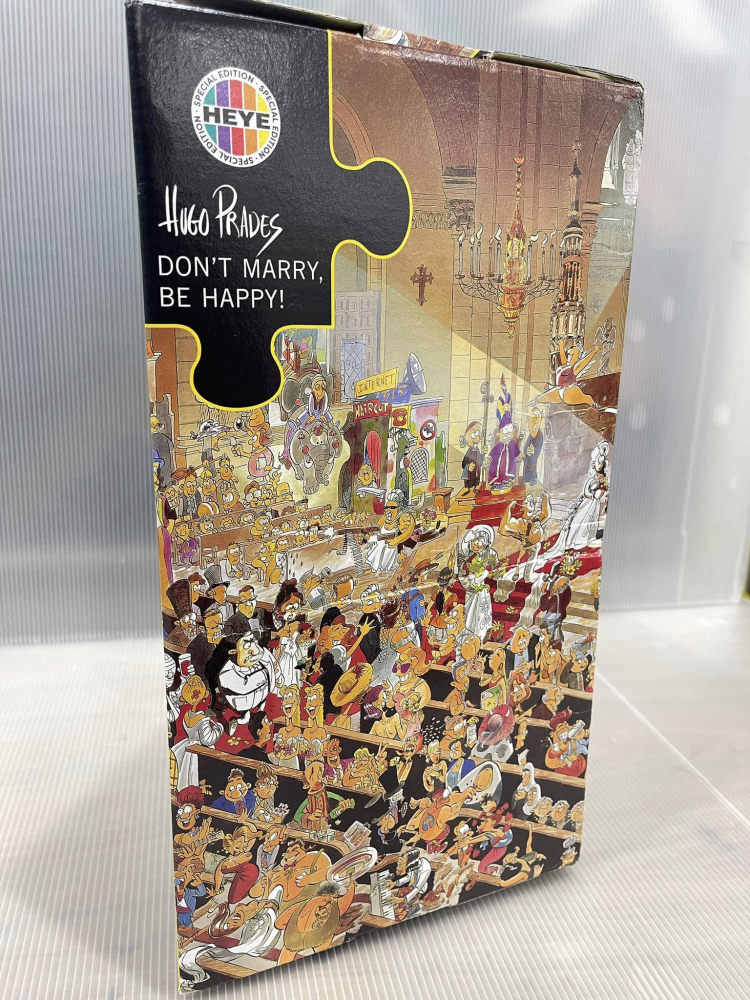 SPECIAL EDITION · SPECIAL EDITION · SPECIAL EDITION ·
HEYE
HUGO PRADES
DON'T MARRY,
BE HAPPY!
INTERNET
HAIRCUT